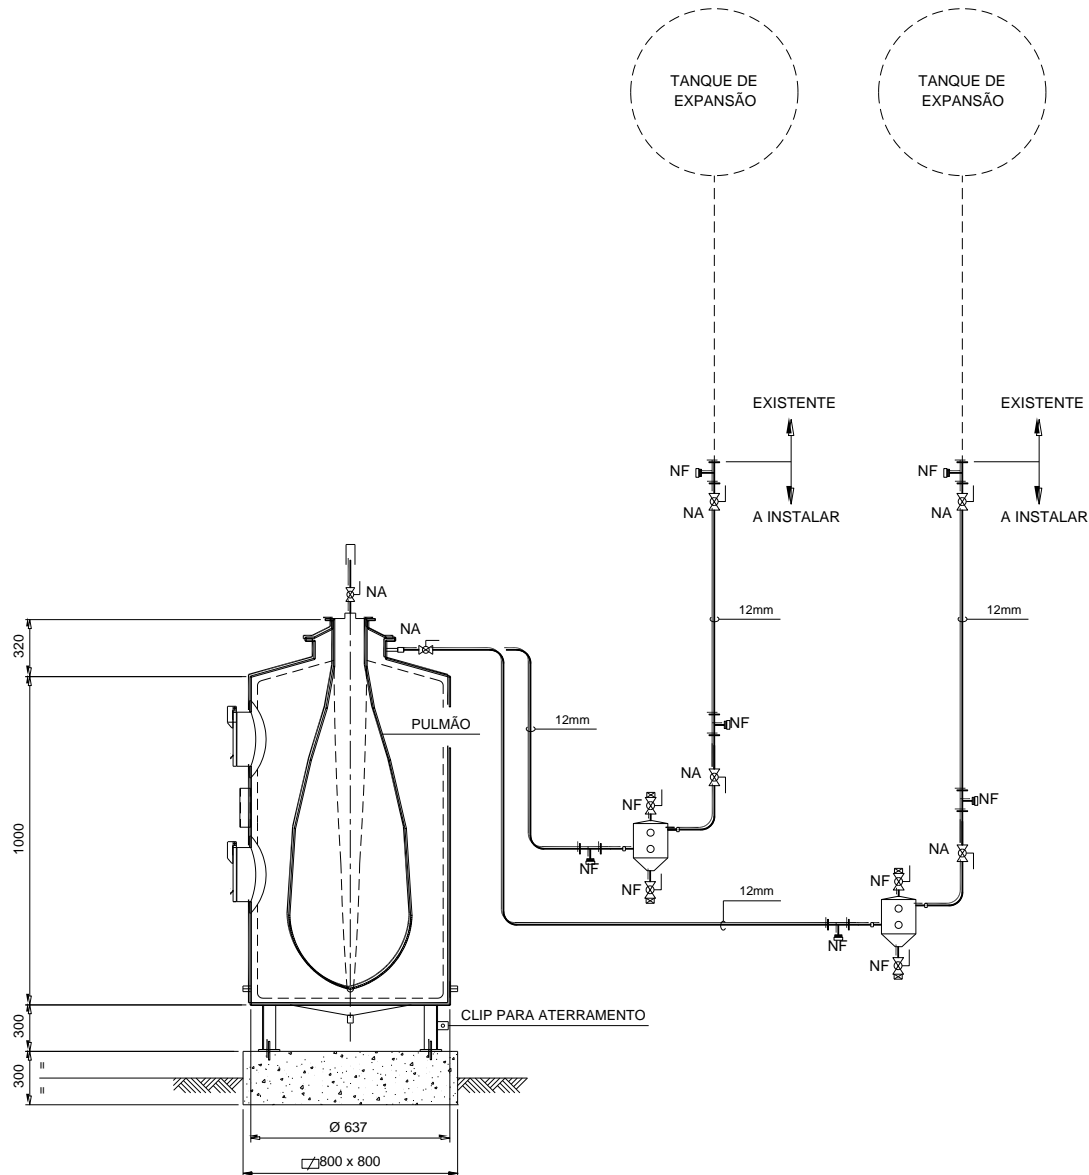 TANQUE DE
EXPANSÃO
TANQUE DE
EXPANSÃO
EXISTENTE
EXISTENTE
NF
NF
NA
A INSTALAR
NA
A INSTALAR
NA
12mm
12mm
NA
320
PULMÃO
12mm
NF
NA
NF
NF
1000
NA
NF
NF
NF
12mm
NF
NF
CLIP PARA ATERRAMENTO
300
=
300
=
Ø 637
800 x 800